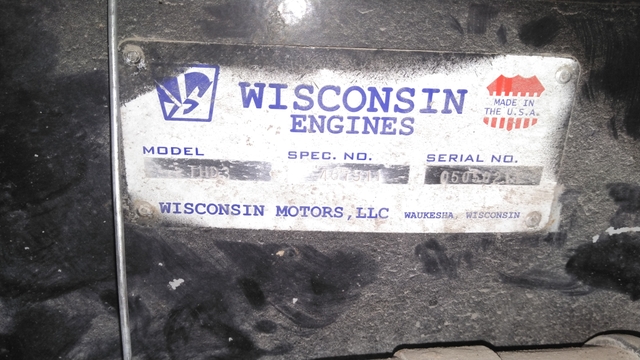 WISCONSIN
ENGINES
MADE IN
THE U.S.A.
MODEL SPEC. NO. SERIAL NO.
WISCONSIN MOTORS, LLC WAUKESHA, WISCONSIN